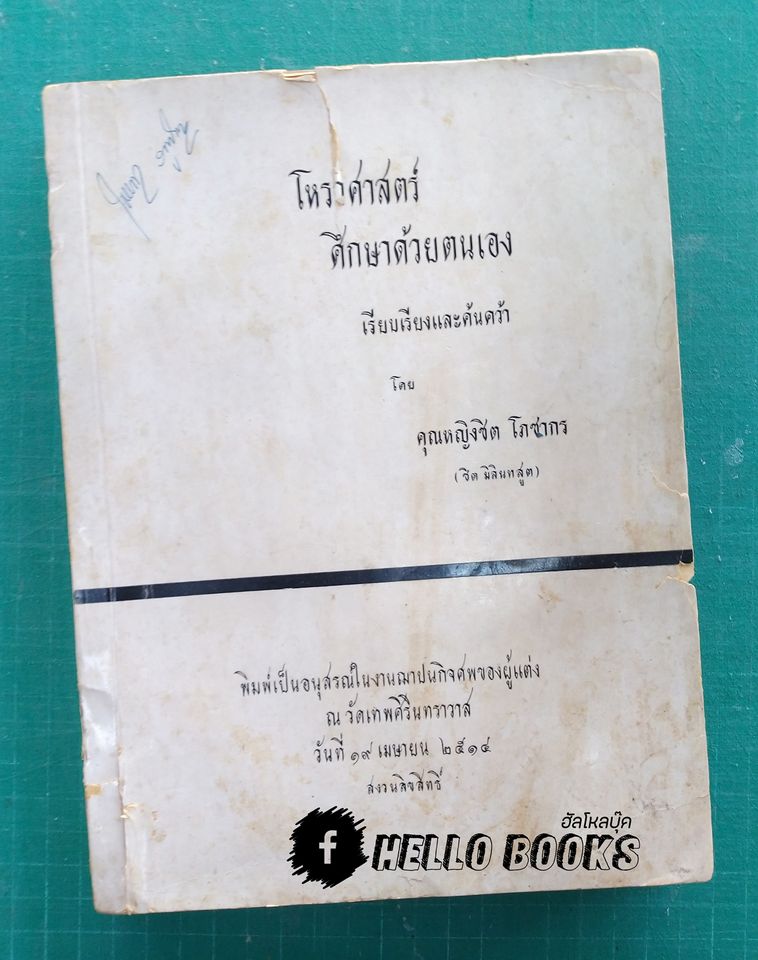 โหราศาสตร์
ศึกษาด้วยตนเอง
เรียบเรียงและค้นคว้า
โดย
คุณหญิงชิต โภชากร
(ชิต มิลินทสูต)
พิมพ์เป็นอนุสรณ์ในงานฌาปนกิจศพของผู้แต่ง
ณ วัดเทพศิรินทราวาส
วันที่ ๑๙ เมษายน ๒๕๑๔
สงวนลิขสิทธิ์
ฮัลโหลบุ๊ค
f HELLO BOOKS